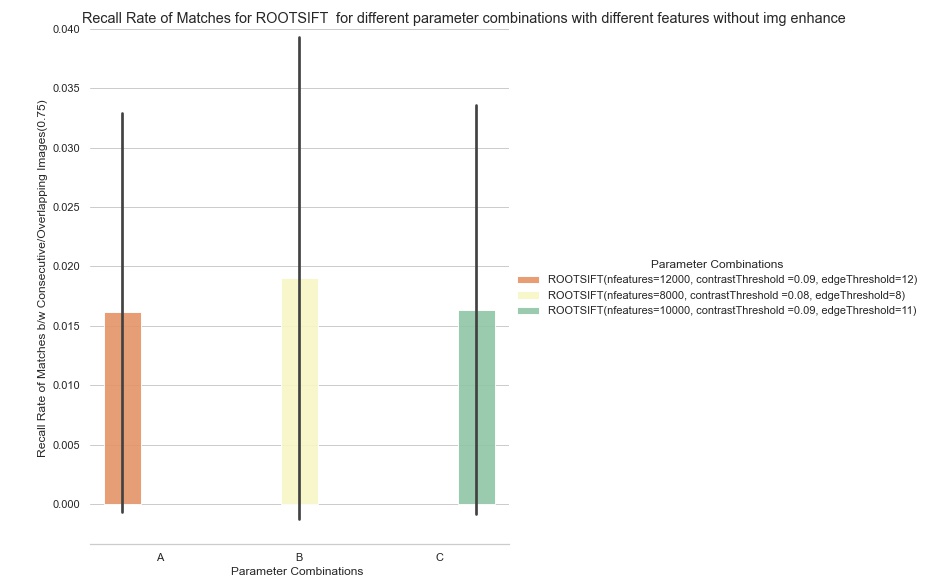 Recall Rate of Matches for ROOTSIFT  for different parameter combinations with different features without img enhance
0.040
0.035
0.030
0.025
0.020
0.015
0.010
0.005
0.000
Recall Rate of Matches b/w Consecutive/Overlapping Images(0.75)
A
B
C
Parameter Combinations
Parameter Combinations
ROOTSIFT(nfeatures=12000, contrastThreshold =0.09, edgeThreshold=12)
ROOTSIFT(nfeatures=8000, contrastThreshold =0.08, edgeThreshold=8)
ROOTSIFT(nfeatures=10000, contrastThreshold =0.09, edgeThreshold=11)